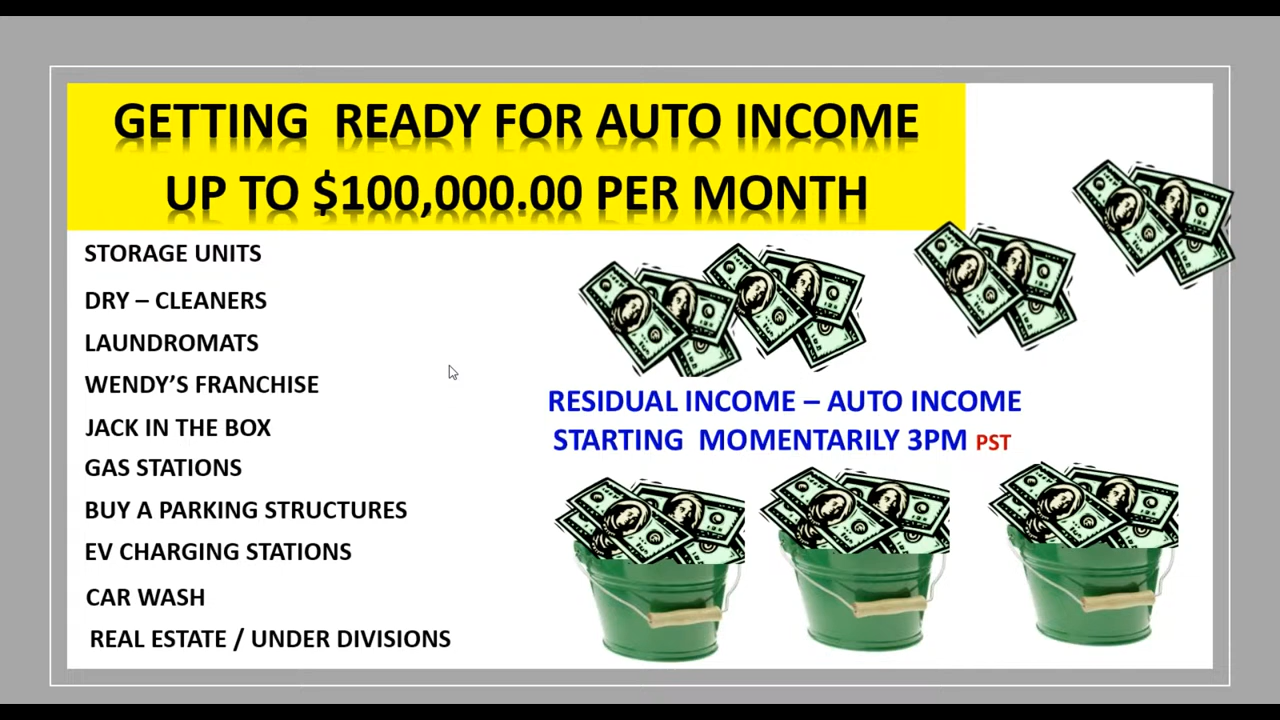 GETTING READY FOR AUTO INCOME
UP TO $100,000.00 PER MONTH
STORAGE UNITS
DRY – CLEANERS
LAUNDROMATS
WENDY'S FRANCHISE
JACK IN THE BOX
GAS STATIONS
BUY A PARKING STRUCTURES
EV CHARGING STATIONS
CAR WASH
REAL ESTATE / UNDER DIVISIONS
RESIDUAL INCOME – AUTO INCOME
STARTING MOMENTARILY 3PM PST